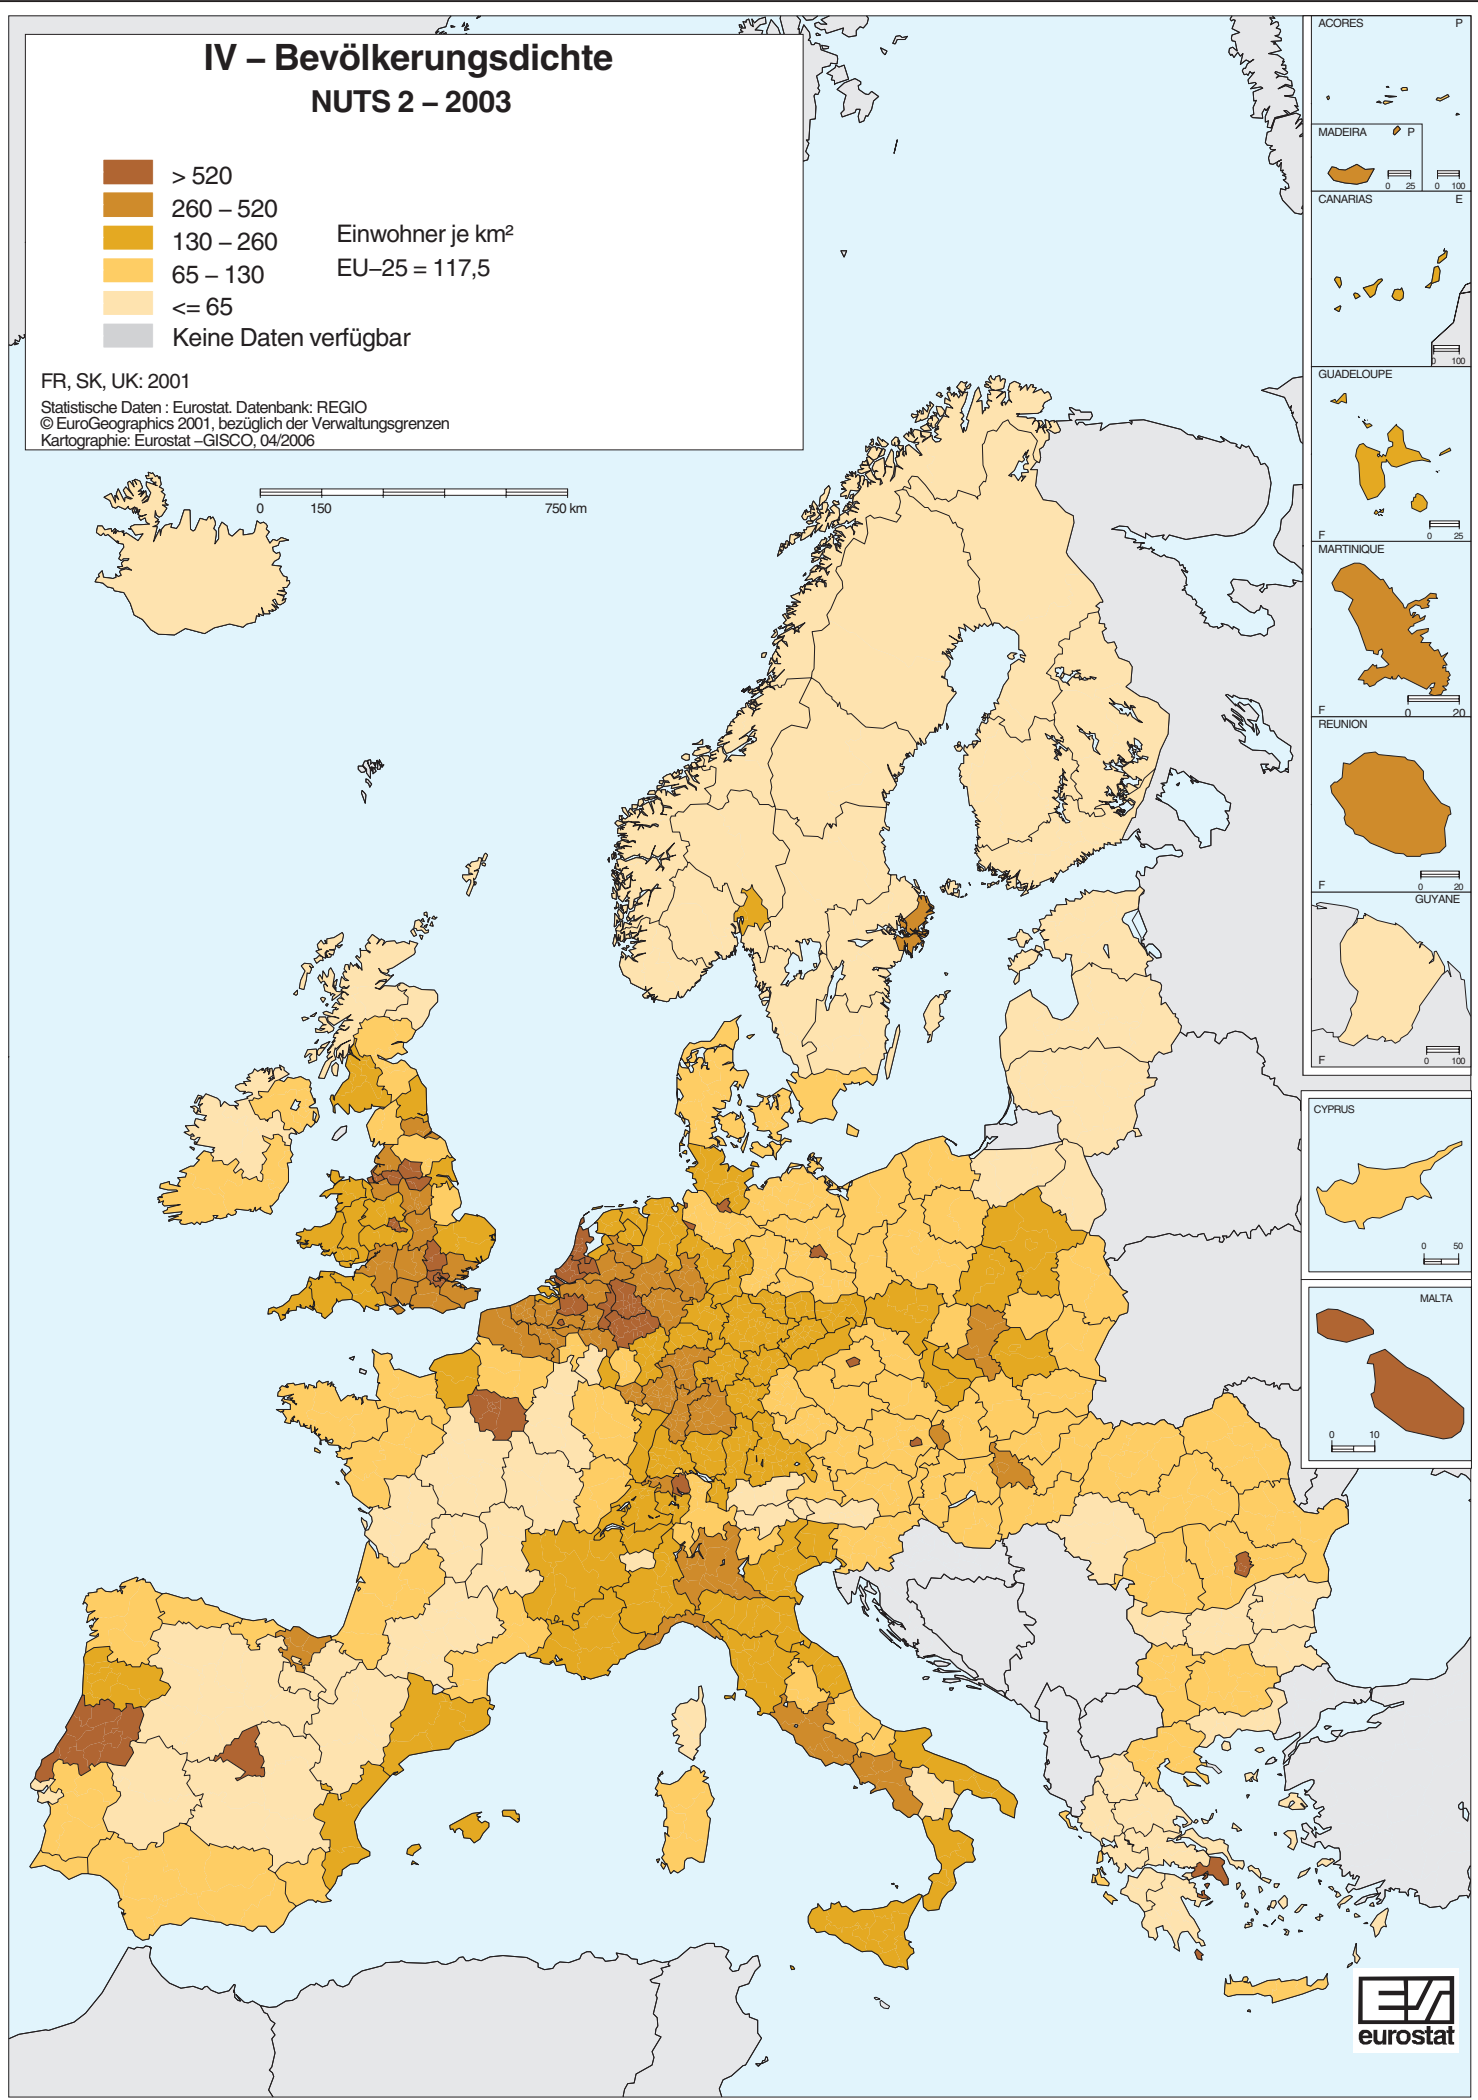 IV – Bevölkerungsdichte
NUTS 2 – 2003
> 520
260 – 520
130 – 260
65 – 130
<= 65
Keine Daten verfügbar
Einwohner je km²
EU–25 = 117,5
FR, SK, UK: 2001
Statistische Daten : Eurostat. Datenbank: REGIO
© EuroGeographics 2001, bezüglich der Verwaltungsgrenzen
Kartographie: Eurostat –GISCO, 04/2006
0 150 750 km
ACORES P
MADEIRA P
0 25 0 100
CANARIAS E
0 100
GUADELOUPE
F 0 25
MARTINIQUE
F 0 20
REUNION
F 0 20
GUYANE
F 0 100
CYPRUS
0 50
MALTA
0 10
eurostat